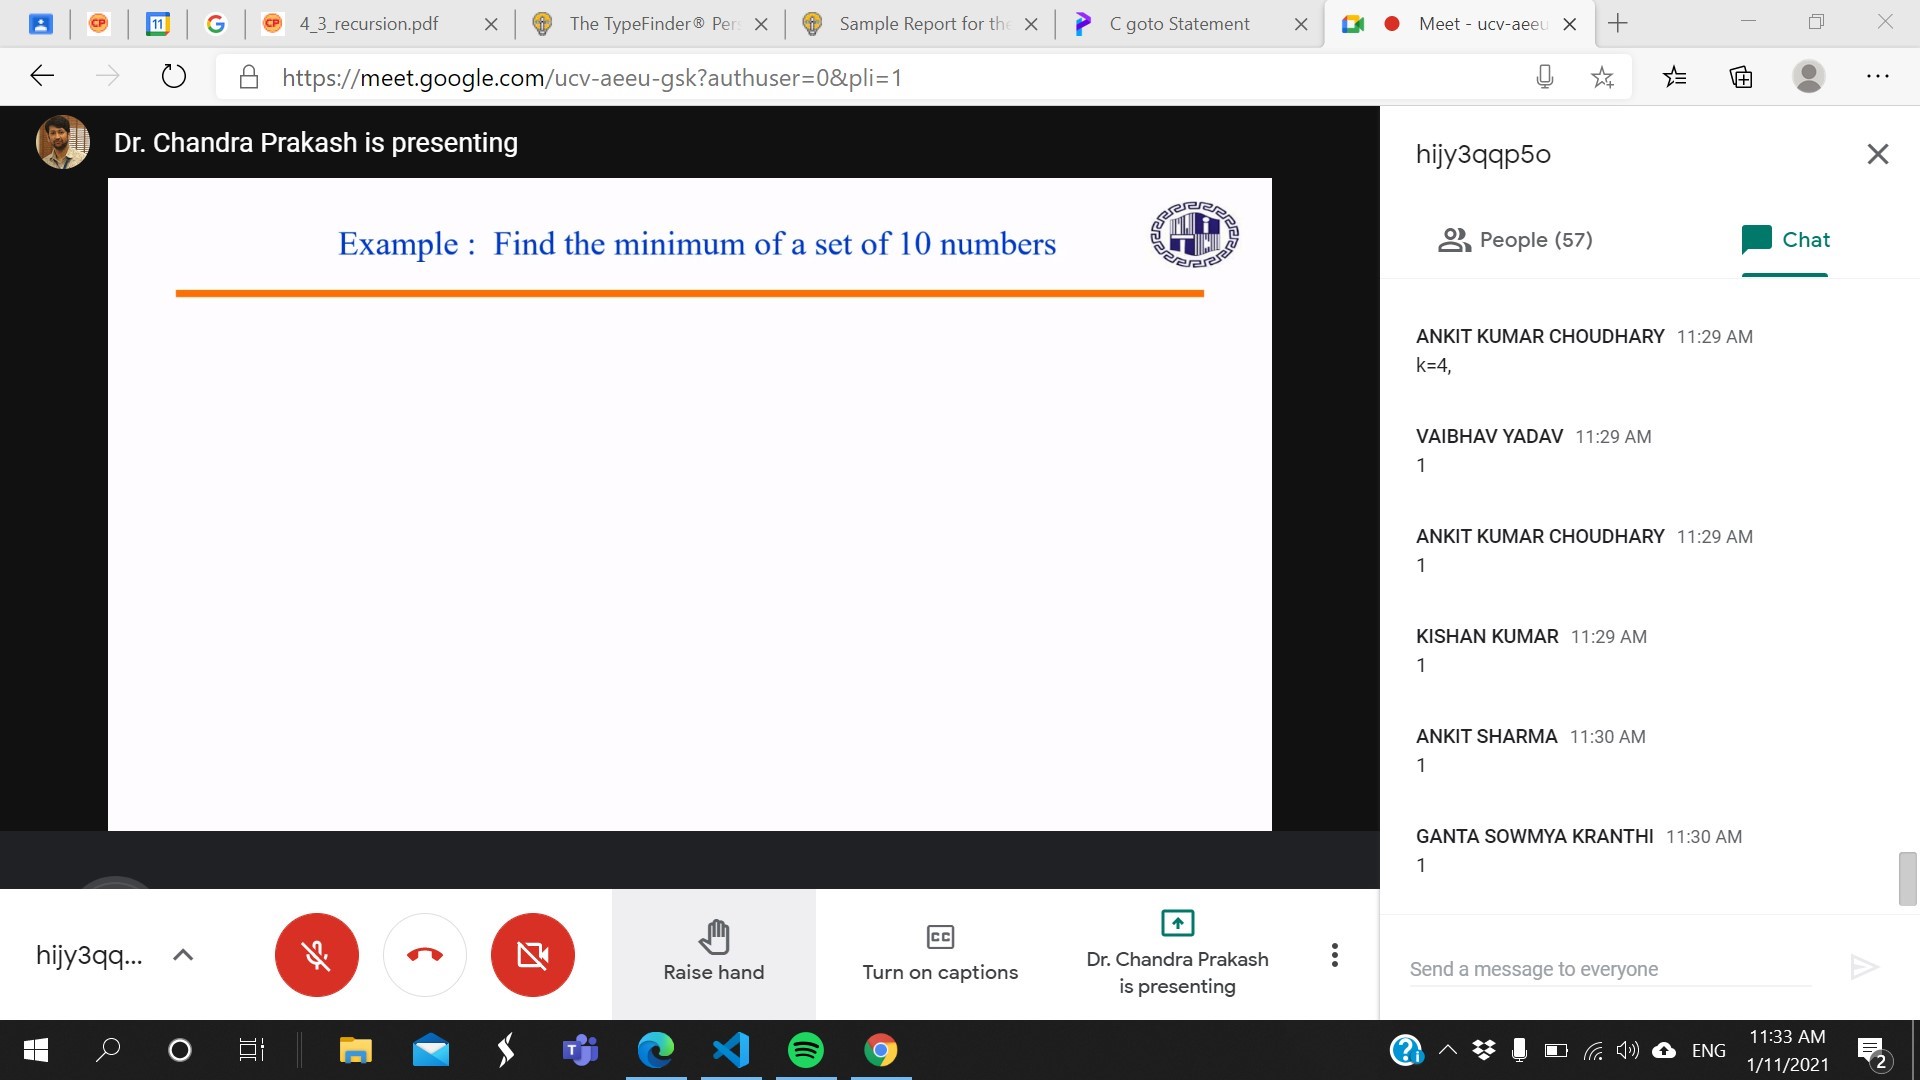 4_3_recursion.pdf
The TypeFinder® Pers
Sample Report for the
C goto Statement
Meet - ucv-aeeu
https://meet.google.com/ucv-aeeu-gsk?authuser=0&pli=1
Dr. Chandra Prakash is presenting
Example : Find the minimum of a set of 10 numbers
hijy3qqp5o
People (57)
Chat
ANKIT KUMAR CHOUDHARY 11:29 AM
k=4,
VAIBHAV YADAV 11:29 AM
1
ANKIT KUMAR CHOUDHARY 11:29 AM
1
KISHAN KUMAR 11:29 AM
1
ANKIT SHARMA 11:30 AM
1
GANTA SOWMYA KRANTHI 11:30 AM
1
Send a message to everyone
hijy3qq...
Raise hand
CC
Turn on captions
Dr. Chandra Prakash
is presenting
ENG
11:33 AM
1/11/2021
2